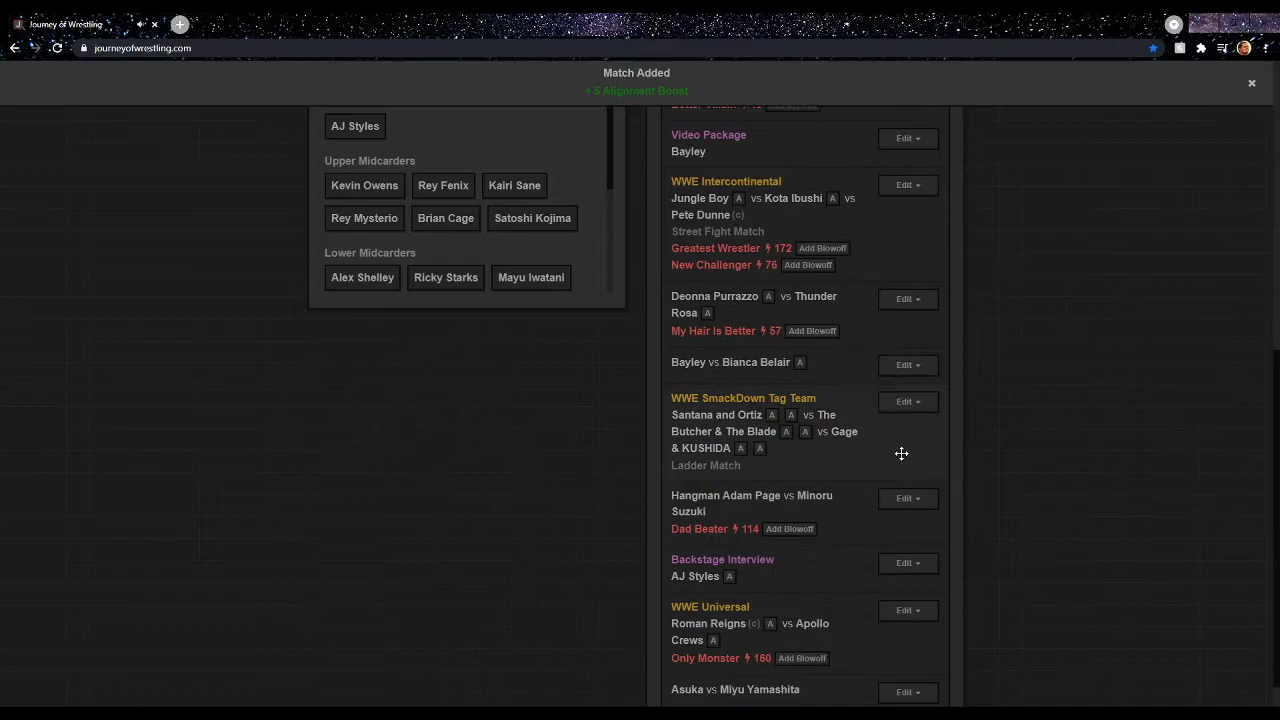 Journey of Wrestling
journeyofwrestling.com
Match Added
+ 5 Alignment Boost
AJ Styles
Upper Midcarders
Kevin Owens Rey Fenix Kairi Sane
Rey Mysterio Brian Cage Satoshi Kojima
Lower Midcarders
Alex Shelley Ricky Starks Mayu Iwatani
Video Package
Bayley
Edit
WWE Intercontinental
Jungle Boy A vs Kota Ibushi A vs
Pete Dunne (c)
Street Fight Match
Greatest Wrestler 172 Add Blowoff
New Challenger 76 Add Blowoff
Edit
Deonna Purrazzo A vs Thunder
Rosa A
My Hair Is Better 57 Add Blowoff
Edit
Bayley vs Bianca Belair A
Edit
WWE SmackDown Tag Team
Santana and Ortiz A A vs The
Butcher & The Blade A A vs Gage
& KUSHIDA A A
Ladder Match
Edit
Hangman Adam Page vs Minoru
Suzuki
Dad Beater 114 Add Blowoff
Edit
Backstage Interview
AJ Styles A
Edit
WWE Universal
Roman Reigns (c) A vs Apollo
Crews A
Only Monster 160 Add Blowoff
Edit
Asuka vs Miyu Yamashita
Edit